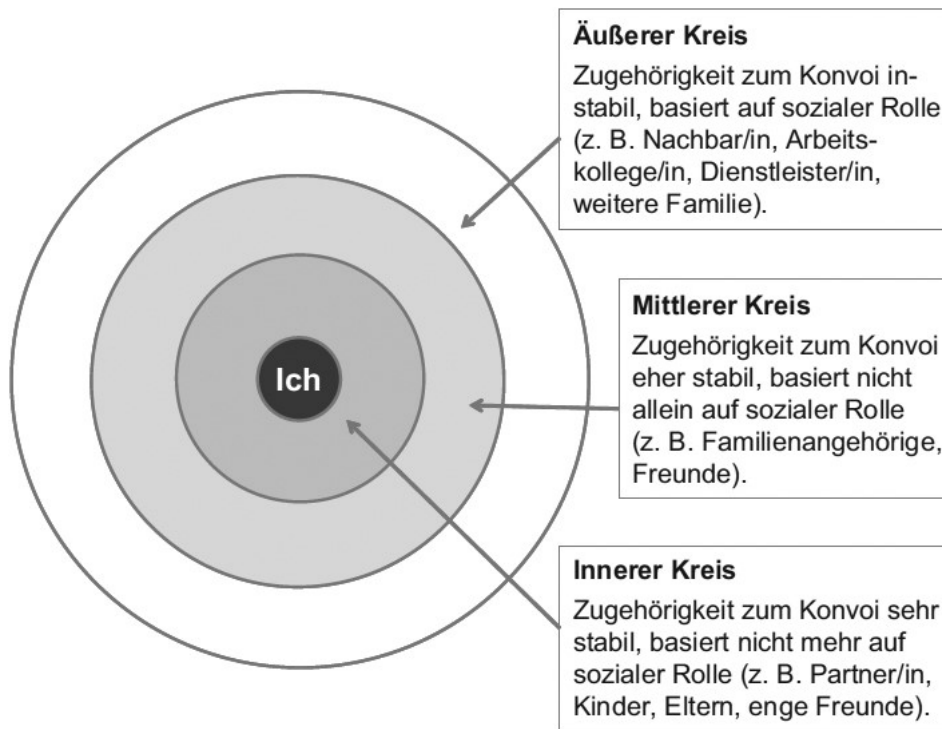 Äußerer Kreis
Zugehörigkeit zum Konvoi in-
stabil, basiert auf sozialer Rolle
(z. B. Nachbar/in, Arbeits-
kollege/in, Dienstleister/in,
weitere Familie).
Mittlerer Kreis
Zugehörigkeit zum Konvoi
eher stabil, basiert nicht
allein auf sozialer Rolle
(z. B. Familienangehörige,
Freunde).
Ich
Innerer Kreis
Zugehörigkeit zum Konvoi sehr
stabil, basiert nicht mehr auf
sozialer Rolle (z. B. Partner/in,
Kinder, Eltern, enge Freunde).